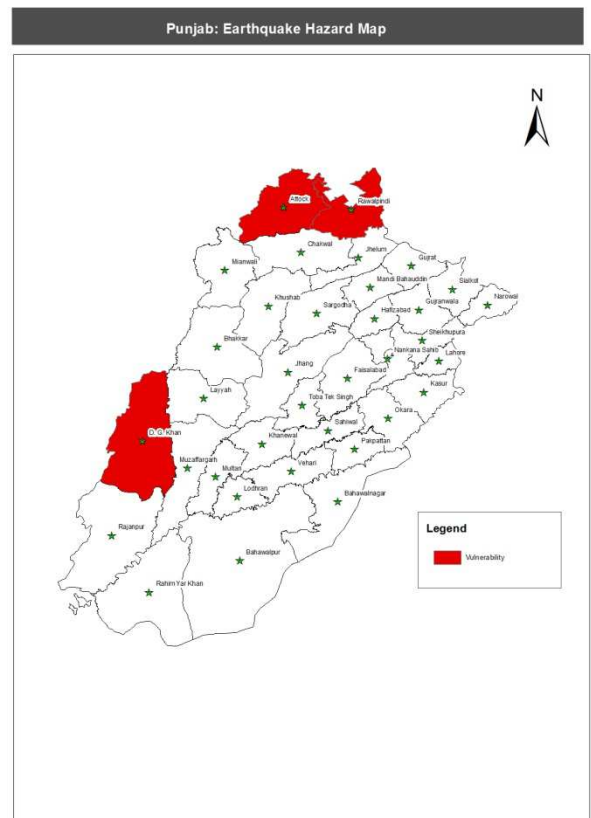 Punjab: Earthquake Hazard Map
N
Attock
Rawalpindi
Chakwal
Jhelum
Gujrat
Mianwali
Mandi Bahauddin
Sialkot
Khushab
Sargodha
Hafizabad
Gujranwala
Narowal
Bhakkar
Sheikhupura
Nankana Sahib
Lahore
Jhang
Faisalabad
Layyah
Toba Tek Singh
Kasur
Okara
D. G. Khan
Khanewal
Sahiwal
Pakpattan
Muzaffargarh
Multan
Vehari
Lodhran
Bahawalnagar
Rajanpur
Bahawalpur
Rahim Yar Khan
Legend
Vulnerability